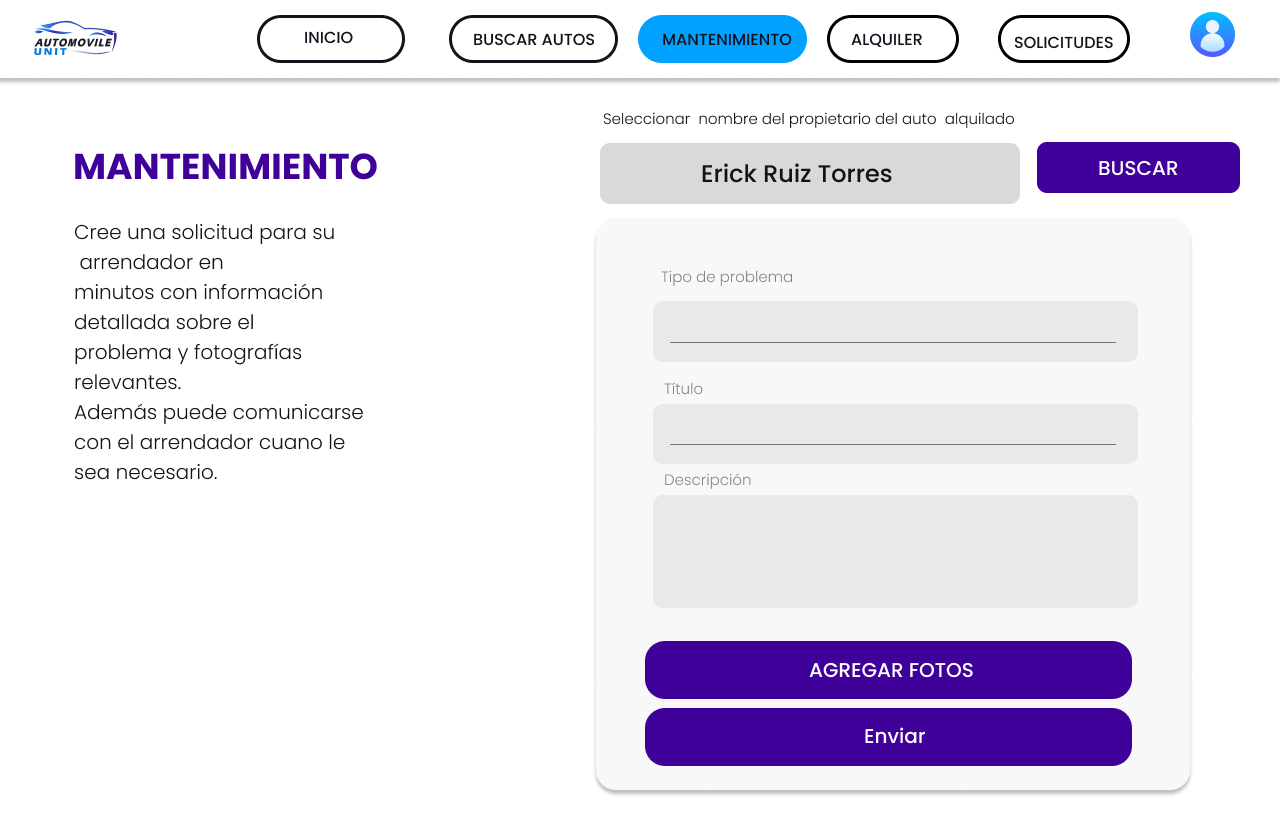 AUTOMOVILE
UNIT
INICIO
BUSCAR AUTOS
MANTENIMIENTO
ALQUILER
SOLICITUDES
Seleccionar nombre del propietario del auto alquilado
Erick Ruiz Torres
BUSCAR
MANTENIMIENTO
Cree una solicitud para su
arrendador en
minutos con información
detallada sobre el
problema y fotografías
relevantes.
Además puede comunicarse
con el arrendador cuano le
sea necesario.
Tipo de problema
Título
Descripción
AGREGAR FOTOS
Enviar